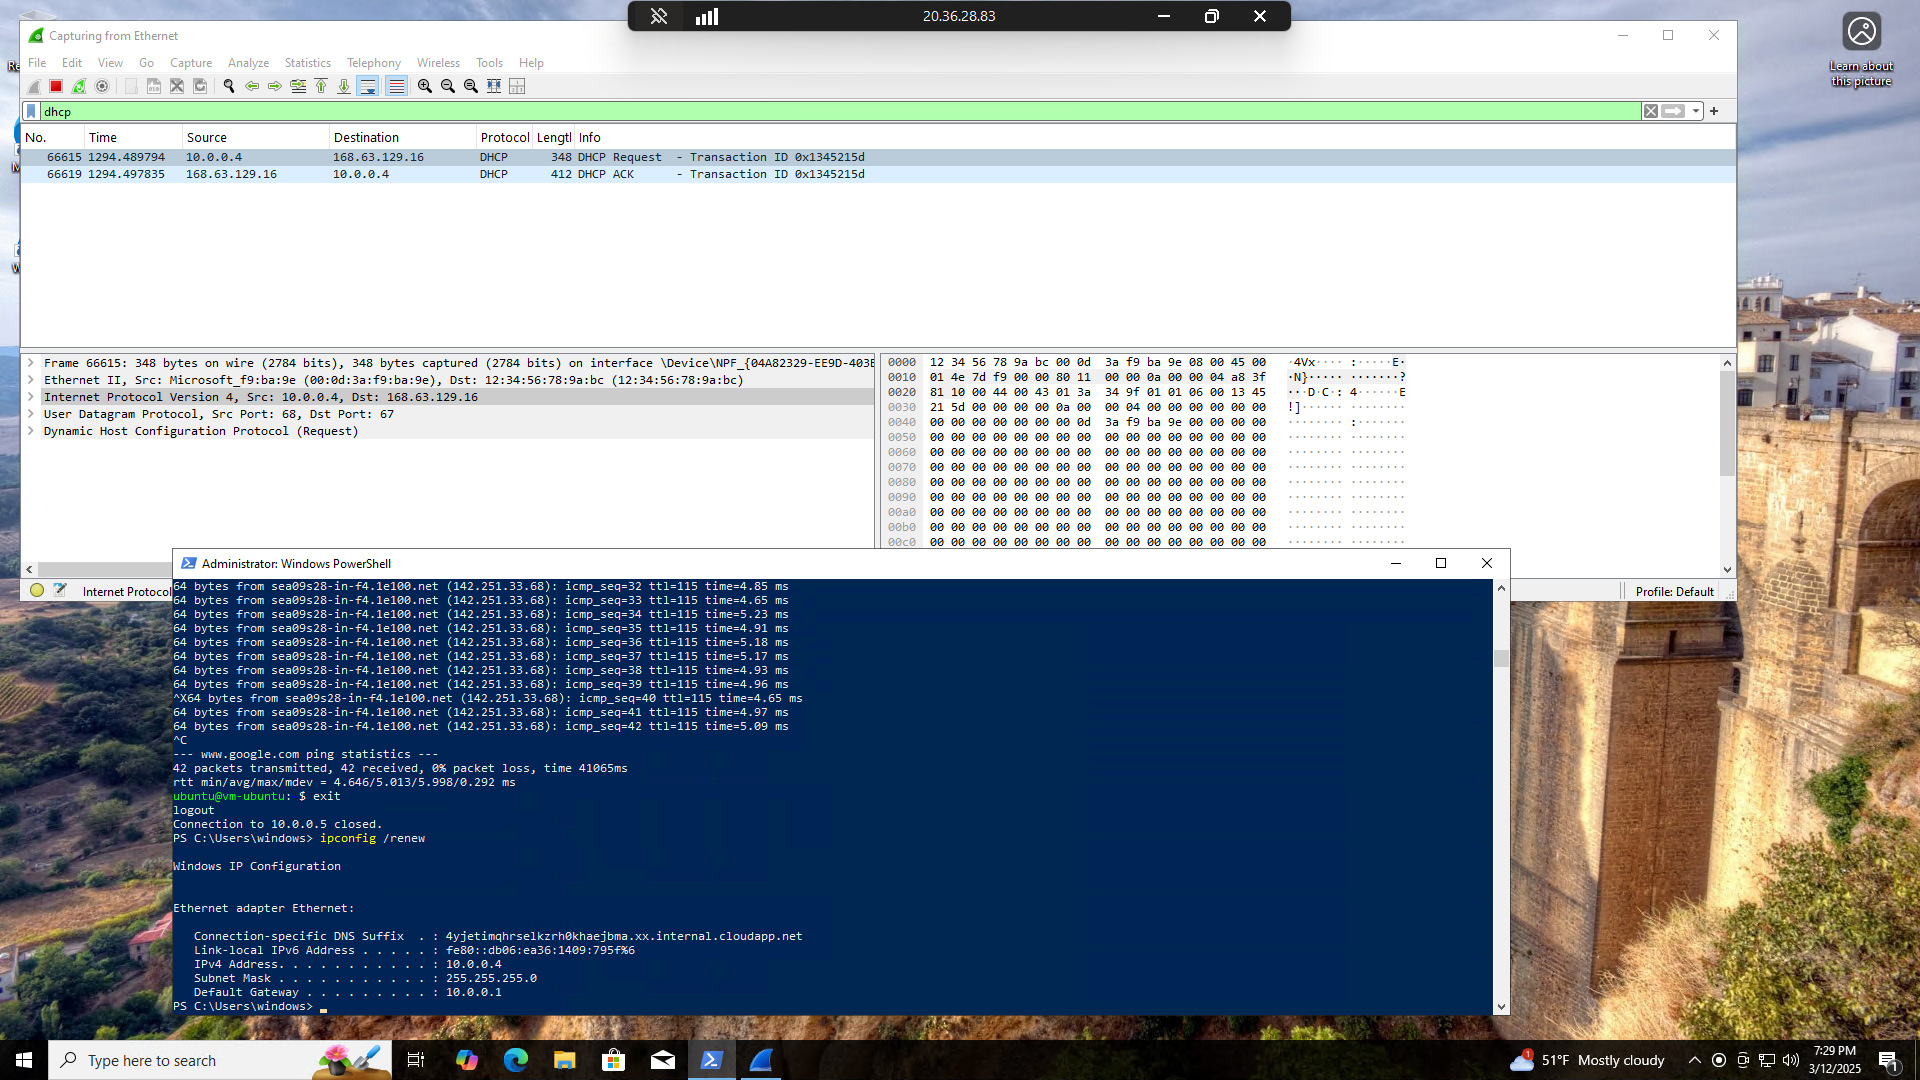 20.36.28.83
Capturing from Ethernet
File Edit View Go Capture Analyze Statistics Telephony Wireless Tools Help
Learn about
this picture
dhcp
No. Time Source Destination Protocol Lengtl Info
66615 1294.489794 10.0.0.4 168.63.129.16 DHCP 348 DHCP Request - Transaction ID 0x1345215d
66619 1294.497835 168.63.129.16 10.0.0.4 DHCP 412 DHCP ACK - Transaction ID 0x1345215d
Frame 66615: 348 bytes on wire (2784 bits), 348 bytes captured (2784 bits) on interface \Device\NPF_{04A82329-EE9D-403E
Ethernet II, Src: Microsoft_f9:ba:9e (00:0d:3a:f9:ba:9e), Dst: 12:34:56:78:9a:bc (12:34:56:78:9a:bc)
Internet Protocol Version 4, Src: 10.0.0.4, Dst: 168.63.129.16
User Datagram Protocol, Src Port: 68, Dst Port: 67
Dynamic Host Configuration Protocol (Request)
0000 12 34 56 78 9a bc 00 0d 3a f9 ba 9e 08 00 45 00 ·4Vx···· :·····E·
0010 01 4e 7d f9 00 00 80 11 00 00 0a 00 00 04 a8 3f ·N}····· ·······?
0020 81 10 00 44 00 43 01 3a 34 9f 01 01 06 00 13 45 ···D·C·: 4······E
0030 21 5d 00 00 00 00 0a 00 00 04 00 00 00 00 00 00 !]······ ········
0040 00 00 00 00 00 00 00 0d 3a f9 ba 9e 00 00 00 00 ········ :·······
0050 00 00 00 00 00 00 00 00 00 00 00 00 00 00 00 00 ········ ········
0060 00 00 00 00 00 00 00 00 00 00 00 00 00 00 00 00 ········ ········
0070 00 00 00 00 00 00 00 00 00 00 00 00 00 00 00 00 ········ ········
0080 00 00 00 00 00 00 00 00 00 00 00 00 00 00 00 00 ········ ········
0090 00 00 00 00 00 00 00 00 00 00 00 00 00 00 00 00 ········ ········
00a0 00 00 00 00 00 00 00 00 00 00 00 00 00 00 00 00 ········ ········
00b0 00 00 00 00 00 00 00 00 00 00 00 00 00 00 00 00 ········ ········
00c0 00 00 00 00 00 00 00 00 00 00 00 00 00 00 00 00 ········ ········
Internet Protocol
Profile: Default
Administrator: Windows PowerShell
64 bytes from sea09s28-in-f4.1e100.net (142.251.33.68): icmp_seq=32 ttl=115 time=4.85 ms
64 bytes from sea09s28-in-f4.1e100.net (142.251.33.68): icmp_seq=33 ttl=115 time=4.65 ms
64 bytes from sea09s28-in-f4.1e100.net (142.251.33.68): icmp_seq=34 ttl=115 time=5.23 ms
64 bytes from sea09s28-in-f4.1e100.net (142.251.33.68): icmp_seq=35 ttl=115 time=4.91 ms
64 bytes from sea09s28-in-f4.1e100.net (142.251.33.68): icmp_seq=36 ttl=115 time=5.18 ms
64 bytes from sea09s28-in-f4.1e100.net (142.251.33.68): icmp_seq=37 ttl=115 time=5.17 ms
64 bytes from sea09s28-in-f4.1e100.net (142.251.33.68): icmp_seq=38 ttl=115 time=4.93 ms
64 bytes from sea09s28-in-f4.1e100.net (142.251.33.68): icmp_seq=39 ttl=115 time=4.96 ms
^X64 bytes from sea09s28-in-f4.1e100.net (142.251.33.68): icmp_seq=40 ttl=115 time=4.65 ms
64 bytes from sea09s28-in-f4.1e100.net (142.251.33.68): icmp_seq=41 ttl=115 time=4.97 ms
64 bytes from sea09s28-in-f4.1e100.net (142.251.33.68): icmp_seq=42 ttl=115 time=5.09 ms
^C
--- www.google.com ping statistics ---
42 packets transmitted, 42 received, 0% packet loss, time 41065ms
rtt min/avg/max/mdev = 4.646/5.013/5.998/0.292 ms
ubuntu@vm-ubuntu: $ exit
logout
Connection to 10.0.0.5 closed.
PS C:\Users\windows> ipconfig /renew
Windows IP Configuration
Ethernet adapter Ethernet:
Connection-specific DNS Suffix . : 4yjetimqhrselkzrh0khaejbma.xx.internal.cloudapp.net
Link-local IPv6 Address . . . . . : fe80::db06:ea36:1409:795f%6
IPv4 Address. . . . . . . . . . . : 10.0.0.4
Subnet Mask . . . . . . . . . . . : 255.255.255.0
Default Gateway . . . . . . . . . : 10.0.0.1
PS C:\Users\windows>
Type here to search
1
51°F Mostly cloudy
7:29 PM
3/12/2025
1